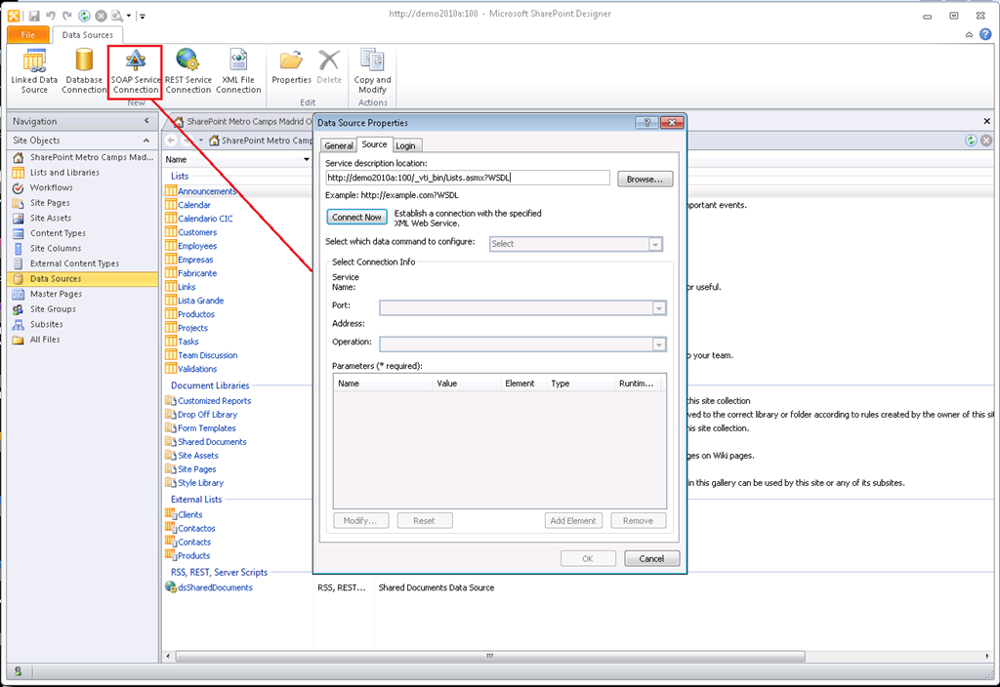 http://demo2010a:100 - Microsoft SharePoint Designer
File
Data Sources
Linked Data Source
Database Connection
SOAP Service Connection
REST Service Connection
XML File Connection
New
Properties
Delete
Edit
Copy and Modify
Actions
Navigation
Site Objects
SharePoint Metro Camps Mad...
Lists and Libraries
Workflows
Site Pages
Site Assets
Content Types
Site Columns
External Content Types
Data Sources
Master Pages
Site Groups
Subsites
All Files
SharePoint Metro Camps Madrid O
SharePoint Metro Camp
Name
Lists
Announcements
Calendar
Calendario CIC
Customers
Employees
Empresas
Fabricante
Links
Lista Grande
Productos
Projects
Tasks
Team Discussion
Validations
Document Libraries
Customized Reports
Drop Off Library
Form Templates
Shared Documents
Site Assets
Site Pages
Style Library
External Lists
Clients
Contactos
Contacts
Products
RSS, REST, Server Scripts
dsSharedDocuments
RSS, REST...
Shared Documents Data Source
Data Source Properties
General
Source
Login
Service description location:
http://demo2010a:100/_vti_bin/Lists.asmx?WSDL
Browse...
Example: http://example.com?WSDL
Connect Now
Establish a connection with the specified
XML Web Service.
Select which data command to configure:
Select
Select Connection Info
Service
Name:
Port:
Address:
Operation:
Parameters (* required):
Name
Value
Element
Type
Runtim...
Modify...
Reset
Add Element
Remove
OK
Cancel
portant events.
or useful.
o your team.
this site collection
ved to the correct library or folder according to rules created by the owner of this sit
his site collection.
ges on Wiki pages.
in this gallery can be used by this site or any of its subsites.